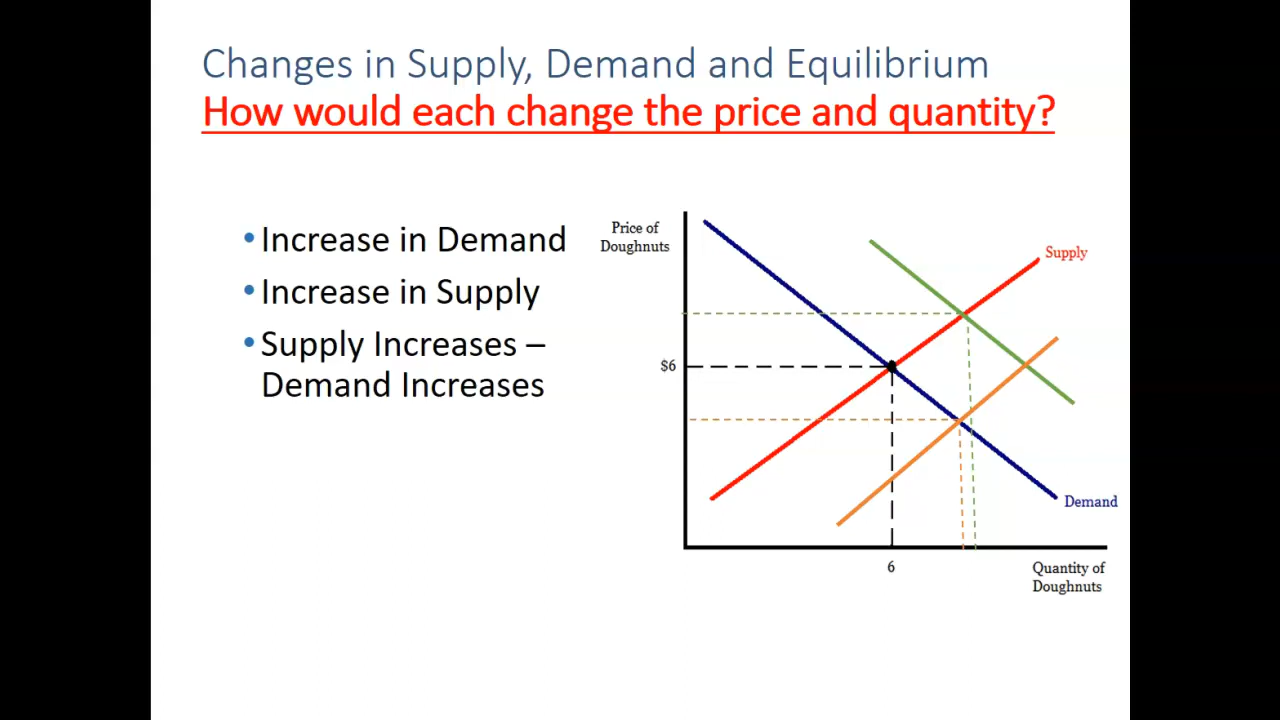 Changes in Supply, Demand and Equilibrium
How would each change the price and quantity?
•Increase in Demand
•Increase in Supply
•Supply Increases –
Demand Increases
Price of
Doughnuts
Supply
$6
Demand
6
Quantity of
Doughnuts